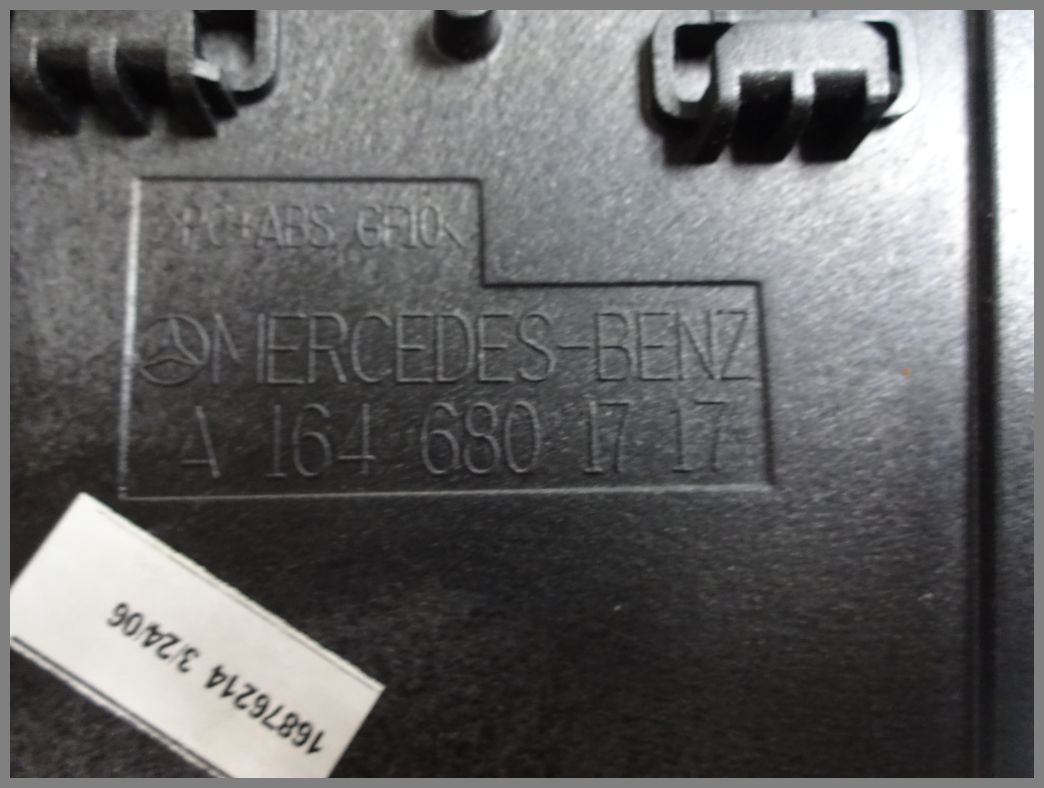 >PC+ABS GF10<
MERCEDES-BENZ
A 164 680 17 17
16876214 3/24/06